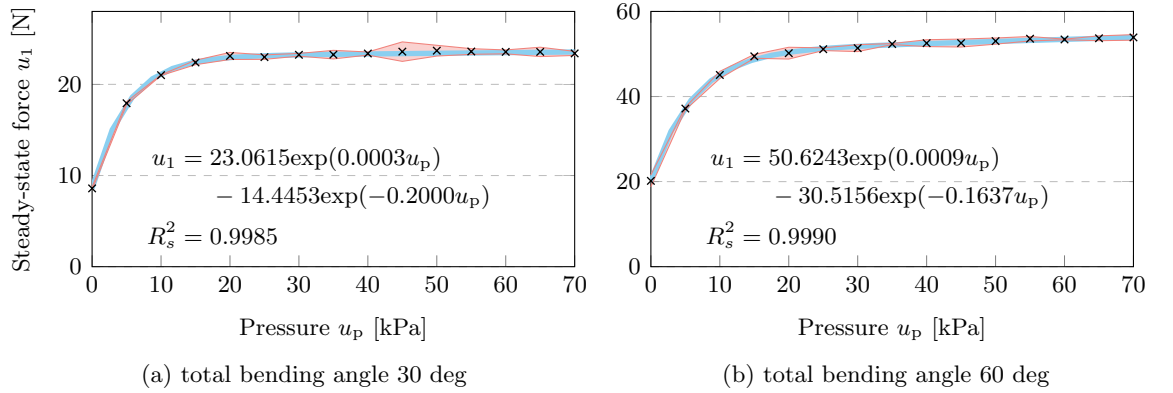 Steady-state force u₁ [N]
20
10
0
u₁ = 23.0615exp(0.0003uₚ)
− 14.4453exp(−0.2000uₚ)
Rₛ² = 0.9985
0 10 20 30 40 50 60 70
Pressure uₚ [kPa]
(a) total bending angle 30 deg
60
40
20
0
u₁ = 50.6243exp(0.0009uₚ)
− 30.5156exp(−0.1637uₚ)
Rₛ² = 0.9990
0 10 20 30 40 50 60 70
Pressure uₚ [kPa]
(b) total bending angle 60 deg